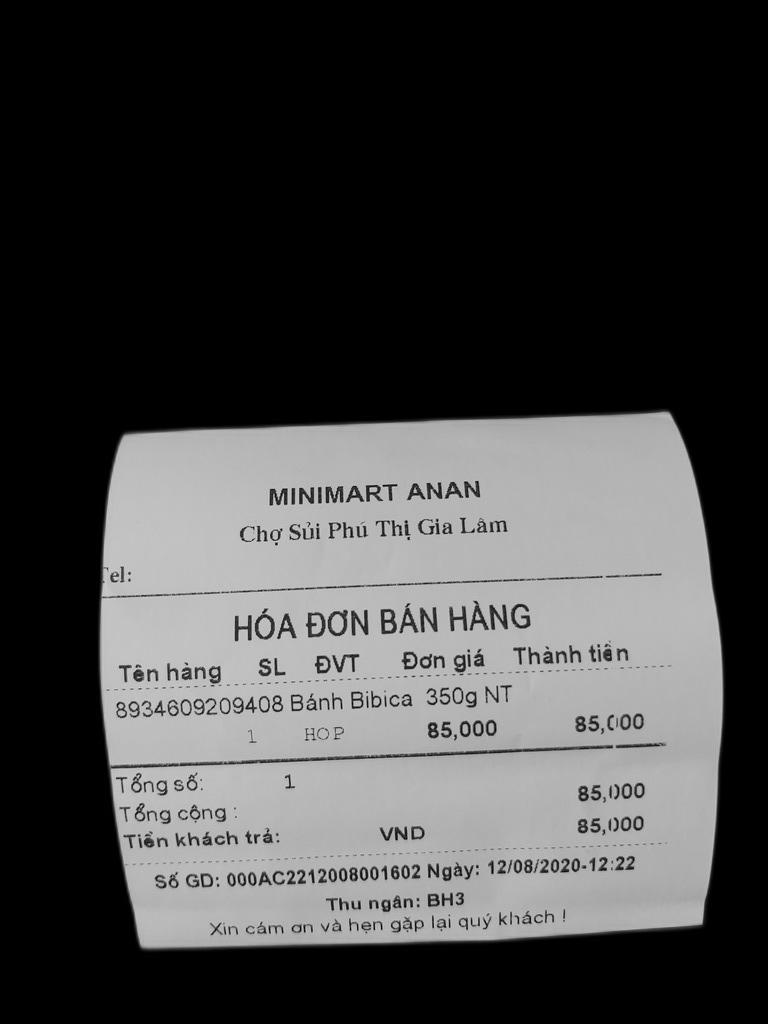 MINIMART ANAN
Chợ Sủi Phú Thị Gia Lâm
Tel:
HÓA ĐƠN BÁN HÀNG
Tên hàng SL ĐVT Đơn giá Thành tiền
8934609209408 Bánh Bibica 350g NT
1 HOP 85,000 85,000
Tổng số: 1
Tổng cộng : 85,000
Tiền khách trả: VND 85,000
Số GD: 000AC2212008001602 Ngày: 12/08/2020-12:22
Thu ngân: BH3
Xin cám ơn và hẹn gặp lại quý khách !